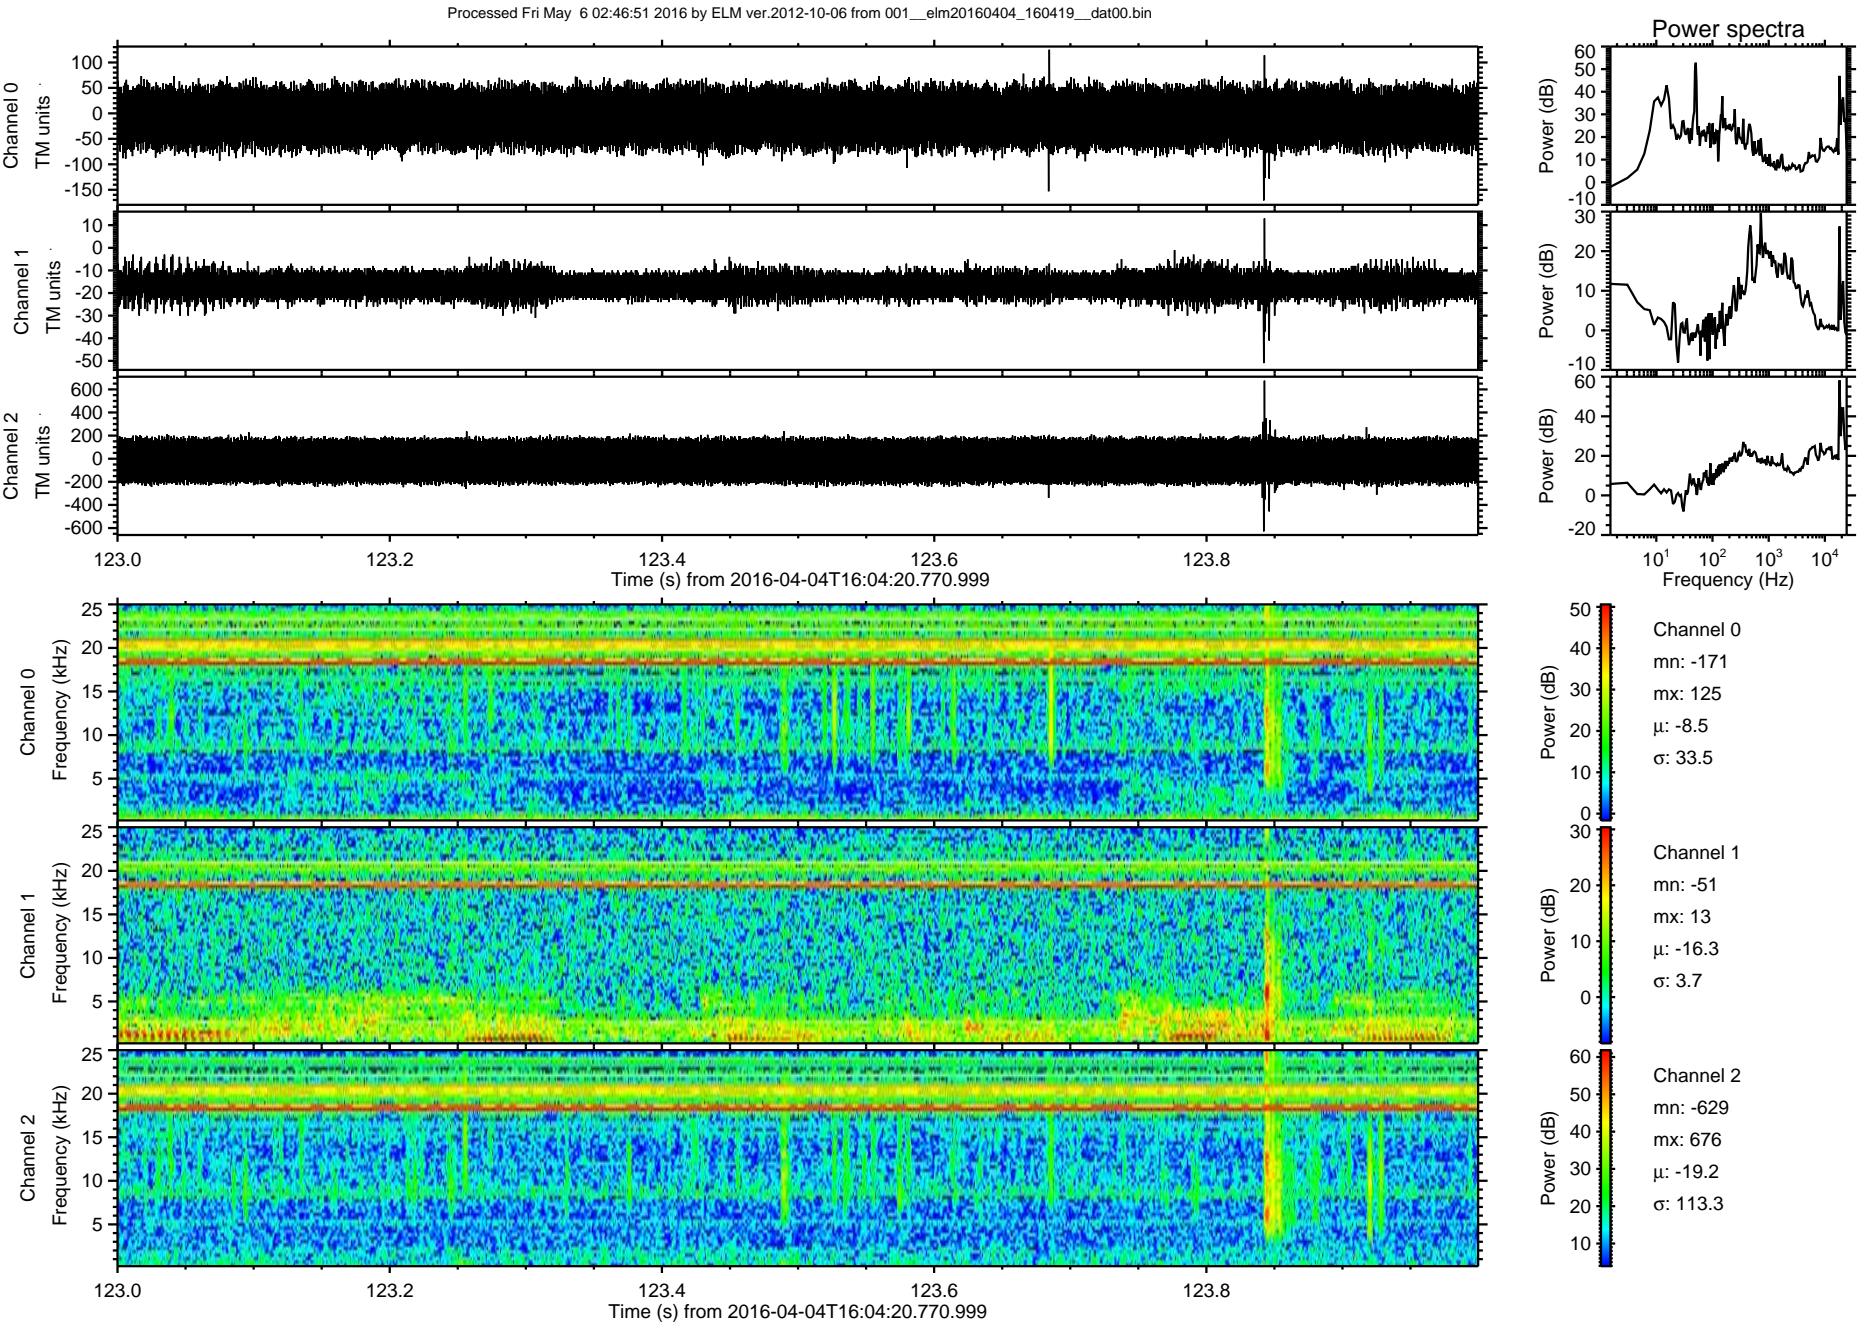 Processed Fri May  6 02:46:51 2016 by ELM ver.2012-10-06 from 001__elm20160404_160419__dat00.bin
Power spectra
Channel 0
TM units
100
50
0
-50
-100
-150
Power (dB)
60
50
40
30
20
10
0
-10
Channel 1
TM units
10
0
-10
-20
-30
-40
-50
Power (dB)
30
20
10
0
-10
Channel 2
TM units
600
400
200
0
-200
-400
-600
Power (dB)
60
40
20
0
-20
123.0 123.2 123.4 123.6 123.8
Time (s) from 2016-04-04T16:04:20.770.999
10^1 10^2 10^3 10^4
Frequency (Hz)
Channel 0
Frequency (kHz)
25
20
15
10
5
Power (dB)
50
40
30
20
10
0
Channel 0
mn: -171
mx: 125
µ: -8.5
σ: 33.5
Channel 1
Frequency (kHz)
25
20
15
10
5
Power (dB)
30
20
10
0
Channel 1
mn: -51
mx: 13
µ: -16.3
σ: 3.7
Channel 2
Frequency (kHz)
25
20
15
10
5
Power (dB)
60
50
40
30
20
10
Channel 2
mn: -629
mx: 676
µ: -19.2
σ: 113.3
123.0 123.2 123.4 123.6 123.8
Time (s) from 2016-04-04T16:04:20.770.999